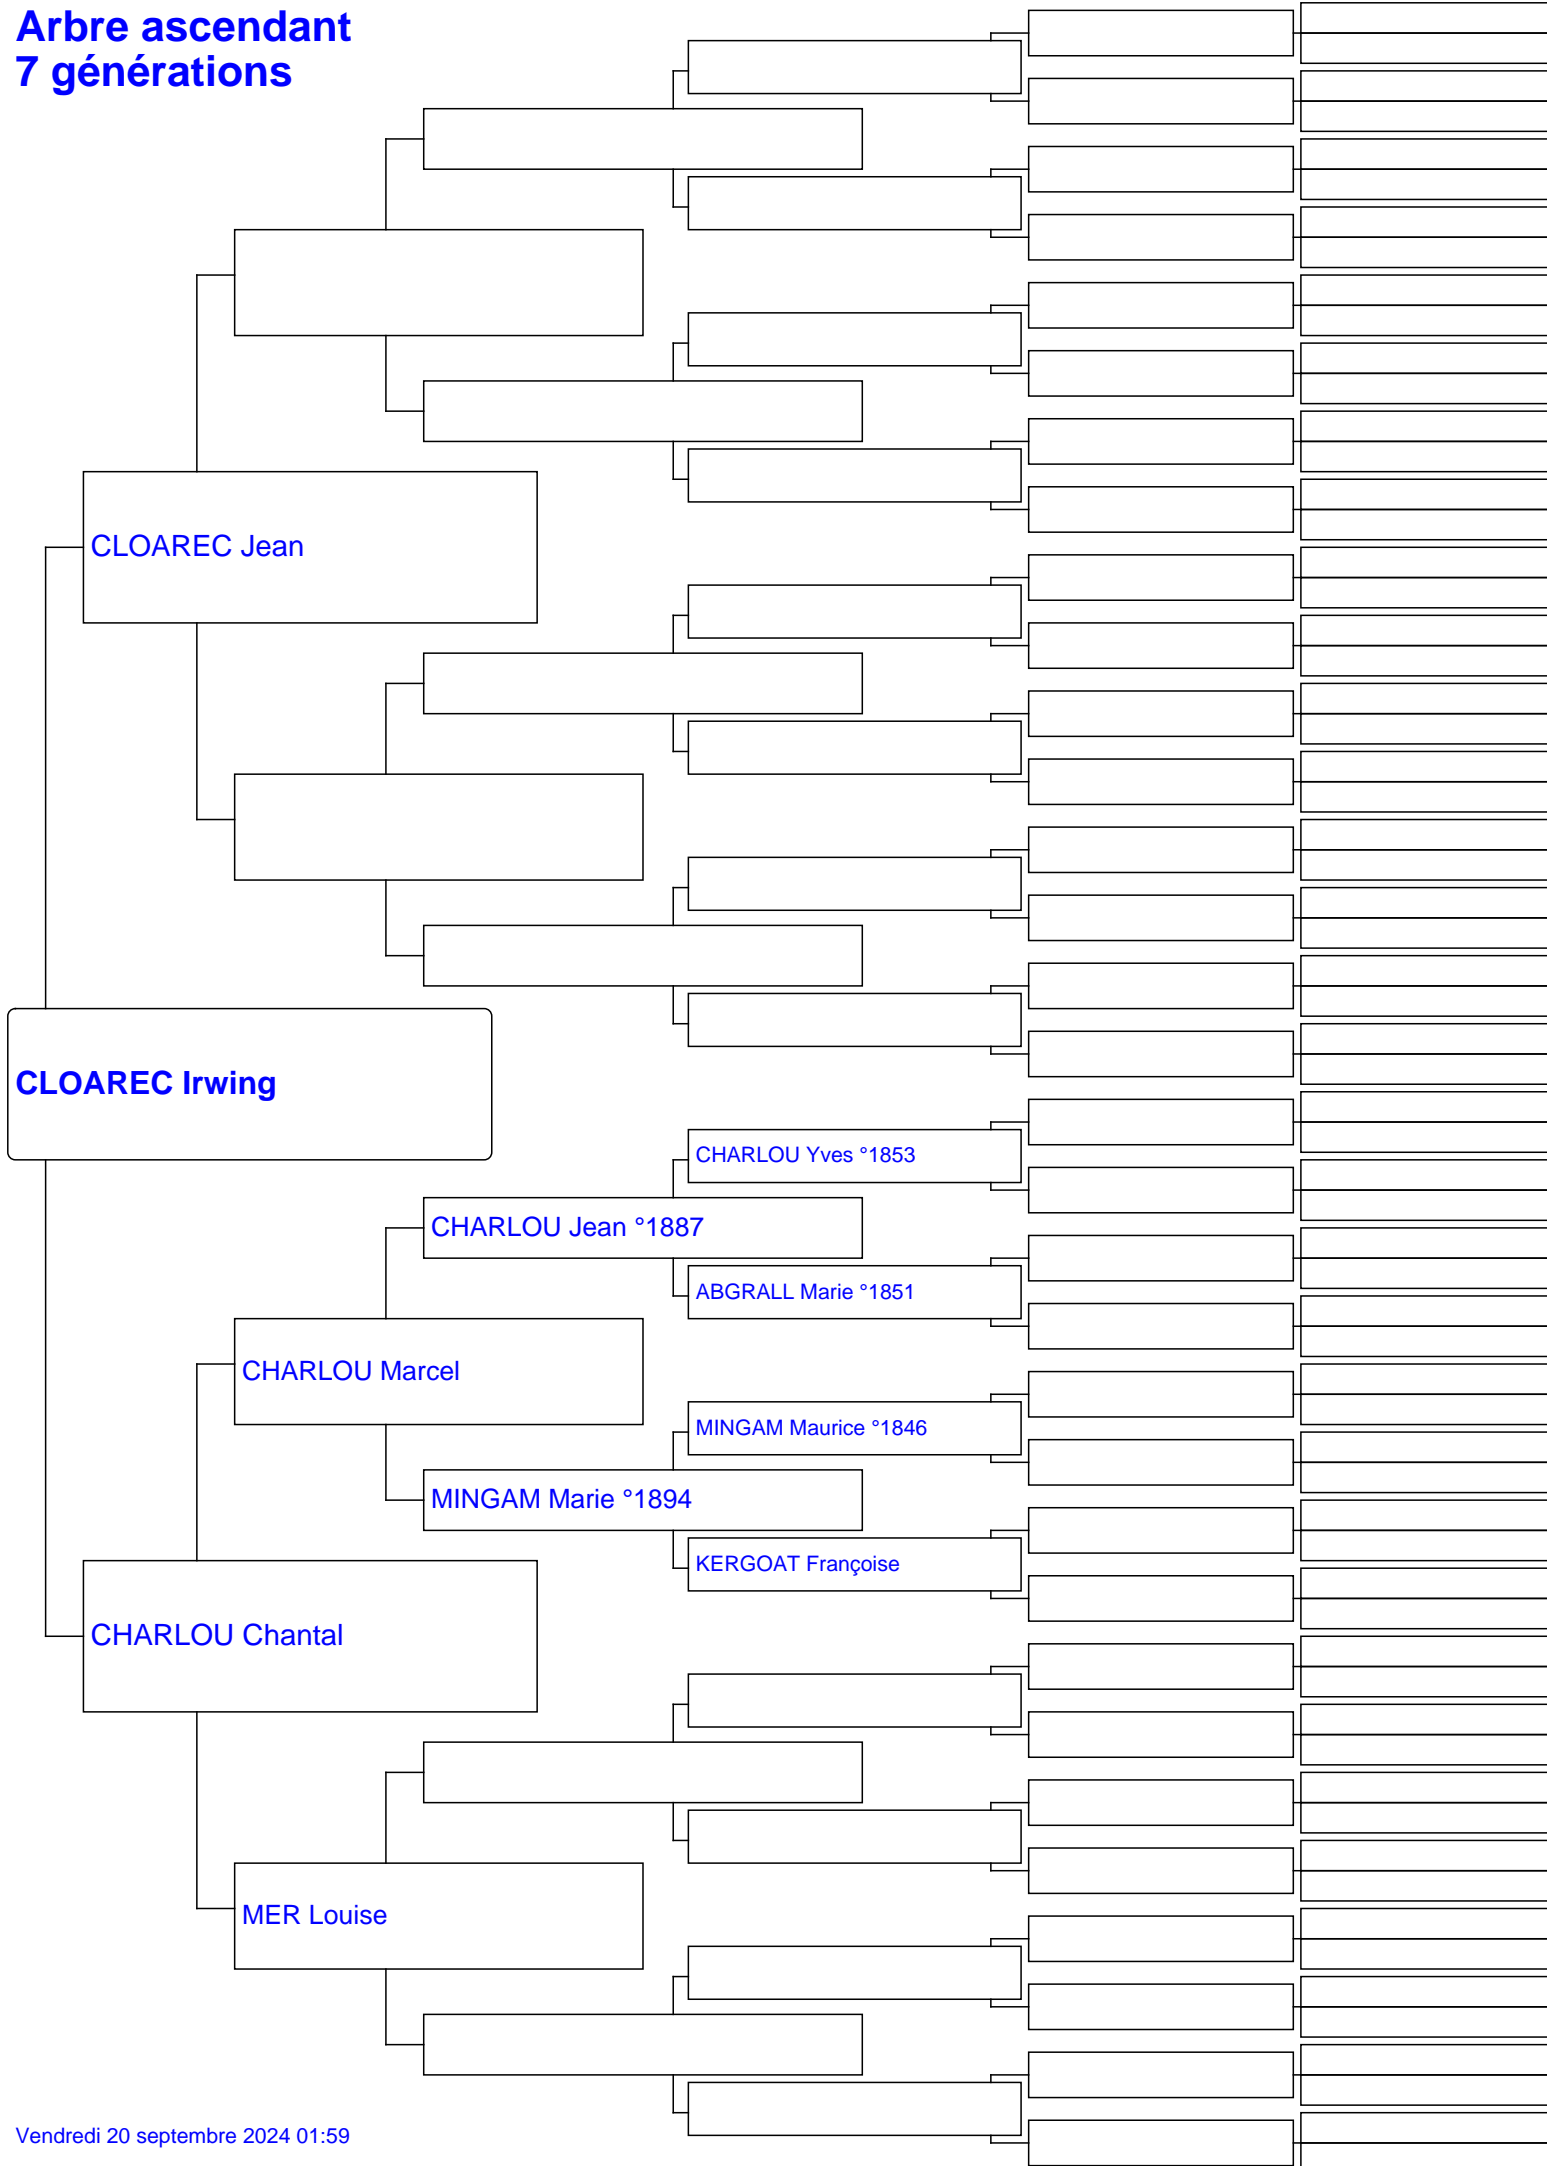 Arbre ascendant
7 générations
CLOAREC Jean
CLOAREC Irwing
CHARLOU Yves °1853
CHARLOU Jean °1887
ABGRALL Marie °1851
CHARLOU Marcel
MINGAM Maurice °1846
MINGAM Marie °1894
KERGOAT Françoise
CHARLOU Chantal
MER Louise
Vendredi 20 septembre 2024 01:59